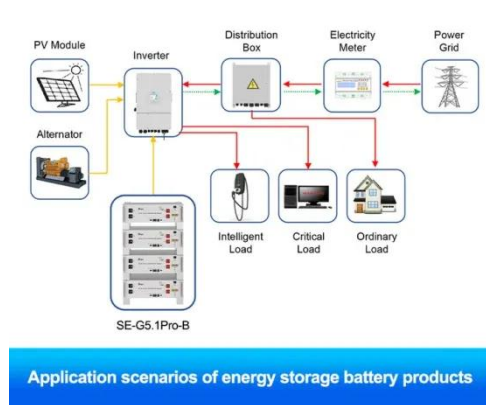 PV Module
Inverter
Distribution
Box
Electricity
Meter
Power
Grid
Alternator
Intelligent
Load
Critical
Load
Ordinary
Load
SE-G5.1Pro-B
Application scenarios of energy storage battery products